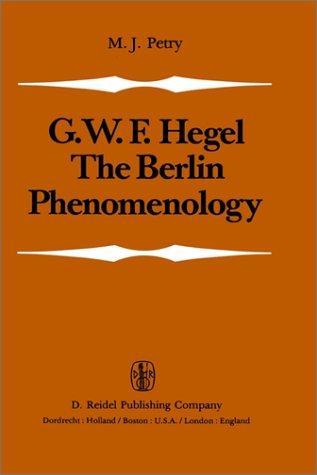 M. J. Petry
G.W.F. Hegel
The Berlin
Phenomenology
D R
D. Reidel Publishing Company
Dordrecht : Holland / Boston : U.S.A. / London : England